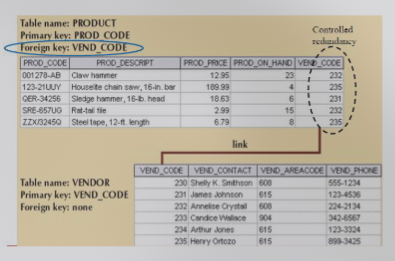 Table name: PRODUCT
Primary key: PROD_CODE
Foreign key: VEND_CODE
Controlled
redundancy
PROD_CODE PROD_DESCRIPT PROD_PRICE PROD_ON_HAND VEND_CODE
001278-AB Claw hammer 12.95 23 232
123-21UUY Houselite chain saw, 16-in. bar 189.99 4 235
QER-34256 Sledge hammer, 16-lb. head 18.63 6 231
SRE-657UG Rat-tail file 2.99 15 232
ZZX/3245Q Steel tape, 12-ft. length 6.79 8 235
link
Table name: VENDOR
Primary key: VEND_CODE
Foreign key: none
VEND_CODE VEND_CONTACT VEND_AREACODE VEND_PHONE
230 Shelly K. Smithson 608 555-1234
231 James Johnson 615 123-4536
232 Annelise Crystall 608 224-2134
233 Candice Wallace 904 342-6567
234 Arthur Jones 615 123-3324
235 Henry Ortozo 615 899-3425